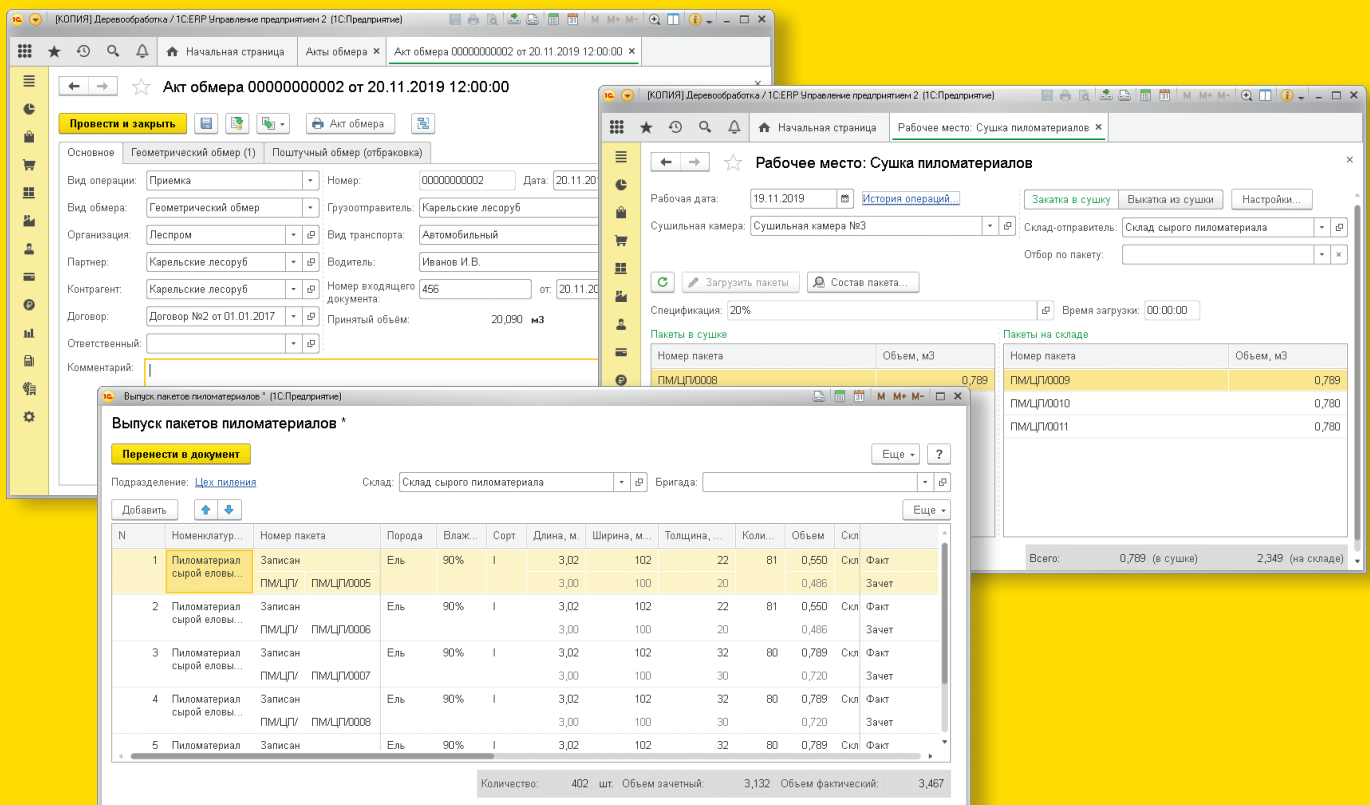 [КОПИЯ] Деревообработка / 1С:ERP Управление предприятием 2 (1С:Предприятие)
M M+ M-
Начальная страница
Акты обмера ×
Акт обмера 00000000002 от 20.11.2019 12:00:00 ×
Акт обмера 00000000002 от 20.11.2019 12:00:00
Провести и закрыть
Акт обмера
Основное
Геометрический обмер (1)
Поштучный обмер (отбраковка)
Вид операции: Приемка
Номер: 00000000002 Дата: 20.11.20
Вид обмера: Геометрический обмер
Грузоотправитель: Карельские лесоруб
Организация: Леспром
Вид транспорта: Автомобильный
Партнер: Карельские лесоруб
Водитель: Иванов И.В.
Контрагент: Карельские лесоруб
Номер входящего документа: 456 от: 20.11.20
Договор: Договор №2 от 01.01.2017
Принятый объём: 20,090 м3
Ответственный:
Комментарий:
[КОПИЯ] Деревообработка / 1С:ERP Управление предприятием 2 (1С:Предприятие)
M M+ M-
Начальная страница
Рабочее место: Сушка пиломатериалов ×
Рабочее место: Сушка пиломатериалов
Рабочая дата: 19.11.2019
История операций...
Закатка в сушку
Выкатка из сушки
Настройки...
Сушильная камера: Сушильная камера №3
Склад-отправитель: Склад сырого пиломатериала
Отбор по пакету:
Загрузить пакеты
Состав пакета...
Спецификация: 20%
Время загрузки: 00:00:00
Пакеты в сушке
Номер пакета Объем, м3
ПМ/ЦП/0008 0,789
Пакеты на складе
Номер пакета Объем, м3
ПМ/ЦП/0009 0,789
ПМ/ЦП/0010 0,780
ПМ/ЦП/0011 0,780
Всего: 0,789 (в сушке) 2,349 (на складе)
Выпуск пакетов пиломатериалов * (1С:Предприятие)
M M+ M-
Выпуск пакетов пиломатериалов *
Перенести в документ
Еще
?
Подразделение: Цех пиления
Склад: Склад сырого пиломатериала
Бригада:
Добавить
Еще
N Номенклатур... Номер пакета Порода Влаж... Сорт Длина, м. Ширина, м... Толщина, ... Коли... Объем Скл
1 Пиломатериал Записан Ель 90% I 3,02 102 22 81 0,550 Скл Факт
сырой еловы... ПМ/ЦП/ ПМ/ЦП/0005 3,00 100 20 0,486 Зачет
2 Пиломатериал Записан Ель 90% I 3,02 102 22 81 0,550 Скл Факт
сырой еловы... ПМ/ЦП/ ПМ/ЦП/0006 3,00 100 20 0,486 Зачет
3 Пиломатериал Записан Ель 90% I 3,02 102 32 80 0,789 Скл Факт
сырой еловы... ПМ/ЦП/ ПМ/ЦП/0007 3,00 100 30 0,720 Зачет
4 Пиломатериал Записан Ель 90% I 3,02 102 32 80 0,789 Скл Факт
сырой еловы... ПМ/ЦП/ ПМ/ЦП/0008 3,00 100 30 0,720 Зачет
5 Пиломатериал Записан Ель 90% I 3,02 102 32 80 0,789 Скл Факт
Количество: 402 шт. Объем зачетный: 3,132 Объем фактический: 3,467